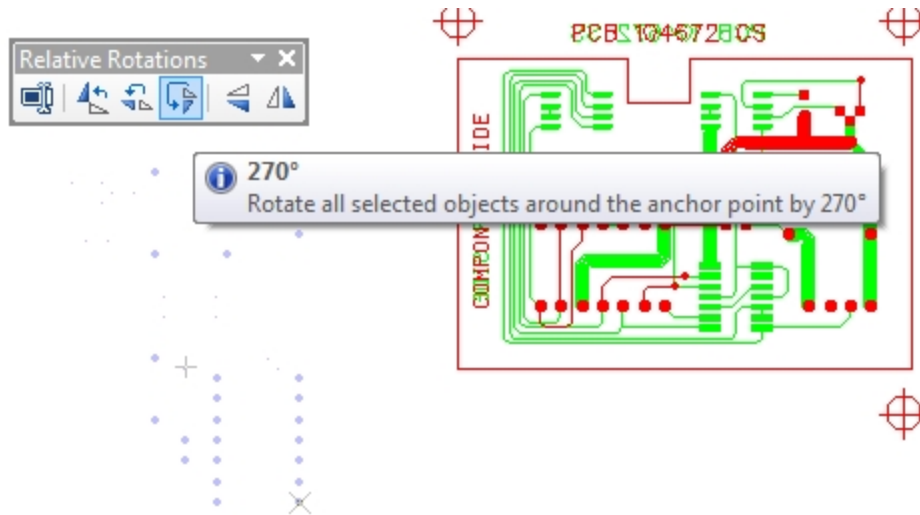 Relative Rotations
270°
Rotate all selected objects around the anchor point by 270°